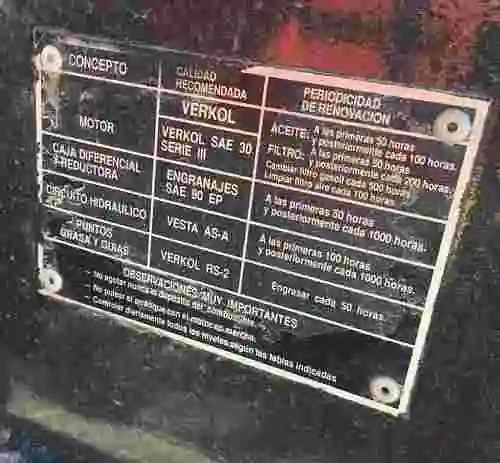 CONCEPTO
CALIDAD
RECOMENDADA
PERIODICIDAD
DE RENOVACION
MOTOR
VERKOL
VERKOL SAE 30
SERIE III
ACEITE: A las primeras 50 horas
y posteriormente cada 100 horas.
FILTRO: A las primeras 50 horas
y posteriormente cada 200 horas.
Cambiar filtro gasoil cada 500 horas.
Limpiar filtro aire cada 100 horas.
CAJA DIFERENCIAL
Y REDUCTORA
ENGRANAJES
SAE 90 EP
A las primeras 50 horas
y posteriormente cada 1000 horas.
CIRCUITO HIDRAULICO
VESTA AS-A
A las primeras 100 horas
y posteriormente cada 1000 horas.
PUNTOS
GRASA Y GIRAS
VERKOL RS-2
Engrasar cada 50 horas.
OBSERVACIONES MUY IMPORTANTES
- No agotar nunca el depósito del combustible.
- No pulsar el arranque con el motor en marcha.
- Controlar diariamente todos los niveles según las tablas indicadas